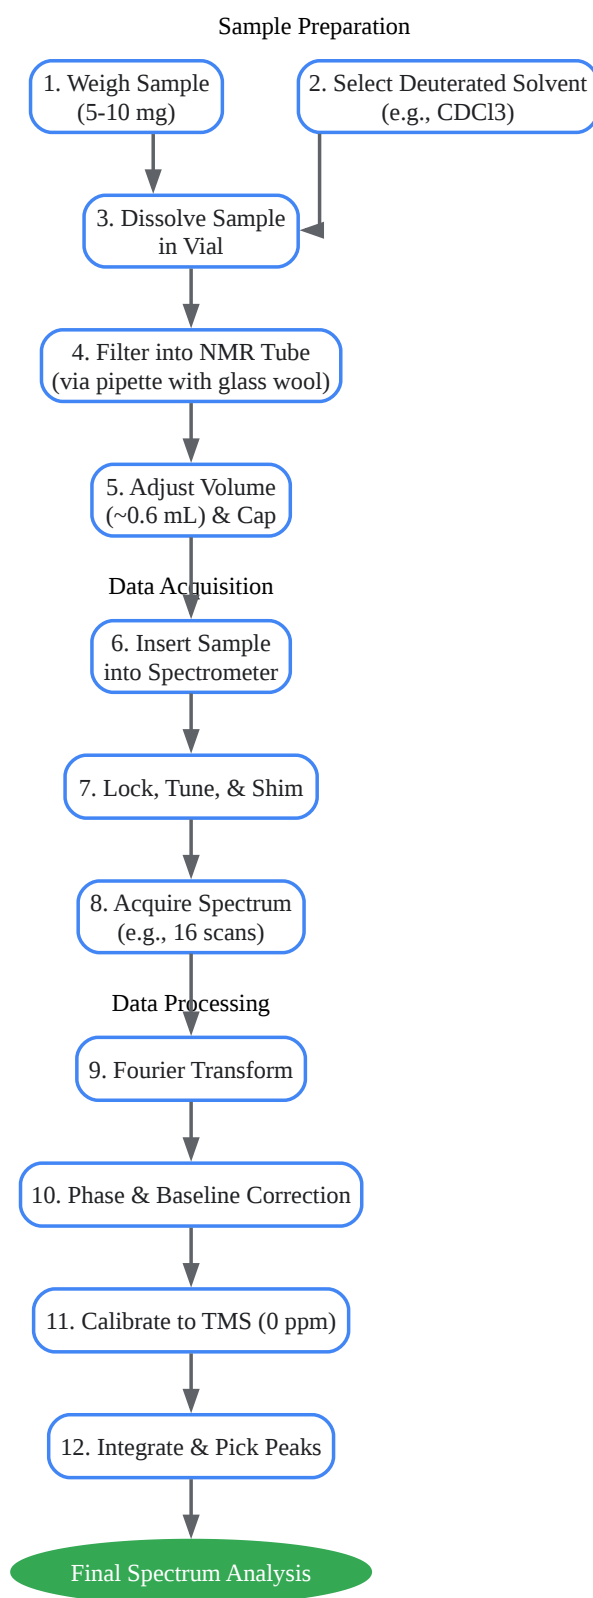 Sample Preparation
1. Weigh Sample
(5-10 mg)
2. Select Deuterated Solvent
(e.g., CDCl3)
3. Dissolve Sample
in Vial
4. Filter into NMR Tube
(via pipette with glass wool)
5. Adjust Volume
(~0.6 mL) & Cap
Data Acquisition
6. Insert Sample
into Spectrometer
7. Lock, Tune, & Shim
8. Acquire Spectrum
(e.g., 16 scans)
Data Processing
9. Fourier Transform
10. Phase & Baseline Correction
11. Calibrate to TMS (0 ppm)
12. Integrate & Pick Peaks
Final Spectrum Analysis